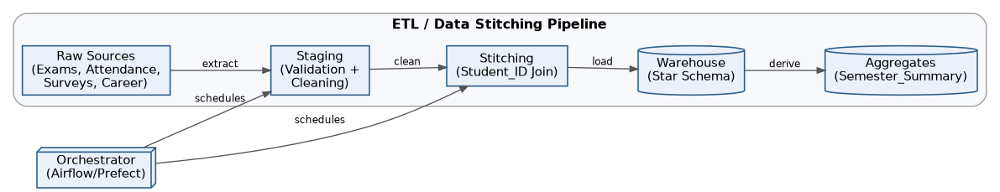 ETL / Data Stitching Pipeline
Raw Sources
(Exams, Attendance,
Surveys, Career)
extract
Staging
(Validation +
Cleaning)
clean
Stitching
(Student_ID Join)
load
Warehouse
(Star Schema)
derive
Aggregates
(Semester_Summary)
schedules
schedules
Orchestrator
(Airflow/Prefect)